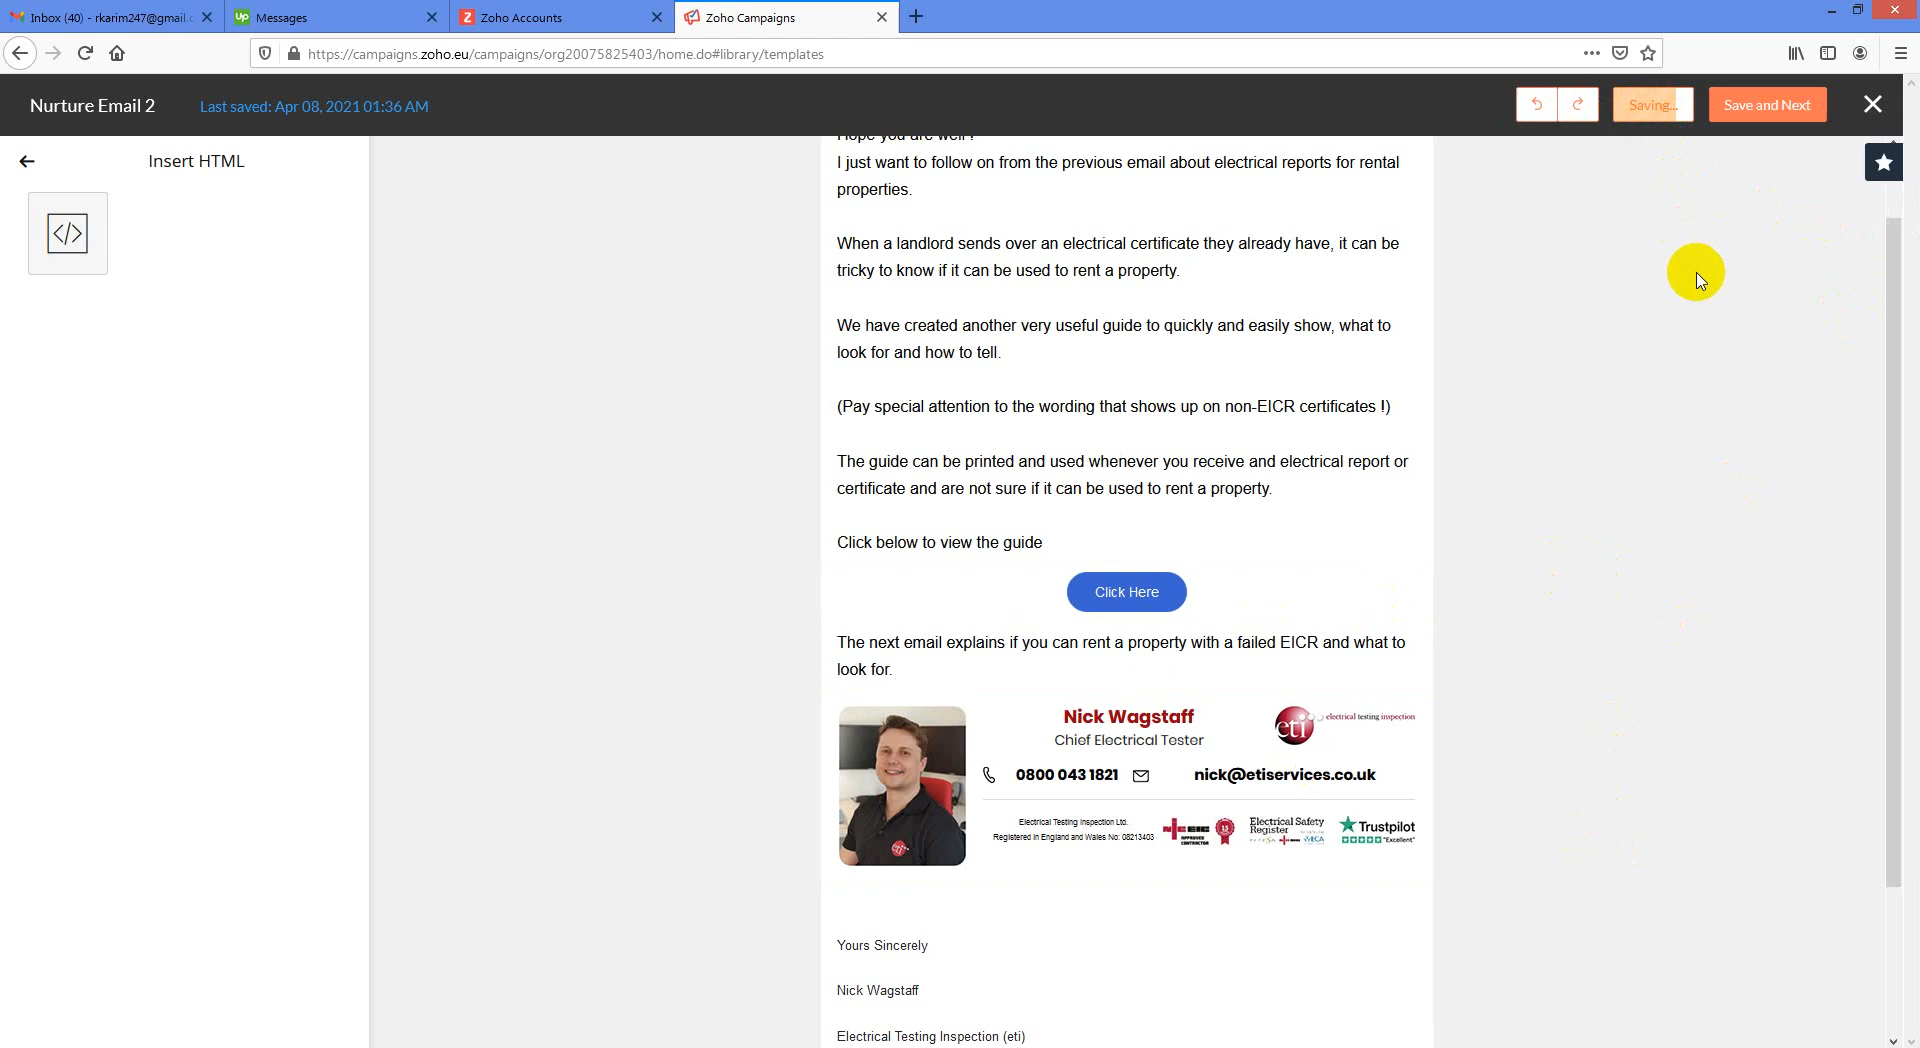 Inbox (40) - rkarim247@gmail.c
Messages
Zoho Accounts
Zoho Campaigns
https://campaigns.zoho.eu/campaigns/org20075825403/home.do#library/templates
Nurture Email 2
Last saved: Apr 08, 2021 01:36 AM
Saving...
Save and Next
Insert HTML
Hope you are well !
I just want to follow on from the previous email about electrical reports for rental
properties.
When a landlord sends over an electrical certificate they already have, it can be
tricky to know if it can be used to rent a property.
We have created another very useful guide to quickly and easily show, what to
look for and how to tell.
(Pay special attention to the wording that shows up on non-EICR certificates !)
The guide can be printed and used whenever you receive and electrical report or
certificate and are not sure if it can be used to rent a property.
Click below to view the guide
Click Here
The next email explains if you can rent a property with a failed EICR and what to
look for.
Nick Wagstaff
Chief Electrical Tester
eti electrical testing inspection
0800 043 1821
nick@etiservices.co.uk
Electrical Testing Inspection Ltd.
Registered in England and Wales No: 08213403
NICEIC
APPROVED
CONTRACTOR
Electrical Safety
Register
Trustpilot
"Excellent"
Yours Sincerely
Nick Wagstaff
Electrical Testing Inspection (eti)